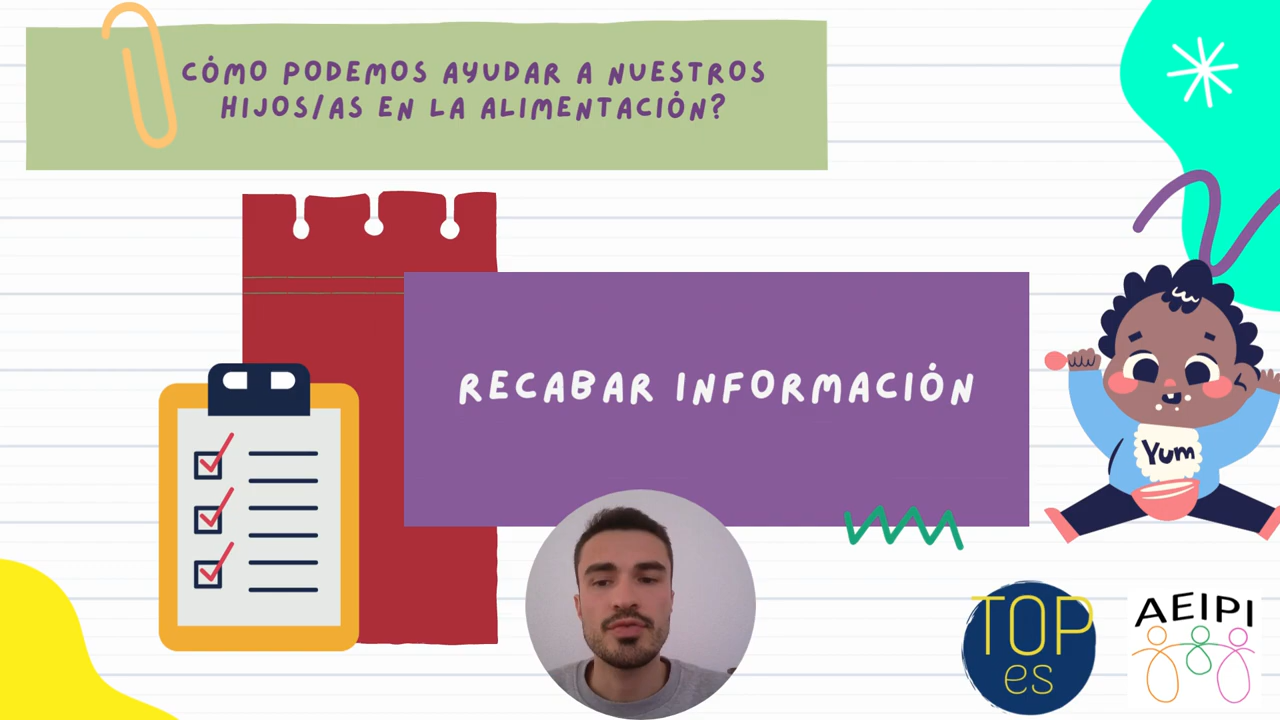 CÓMO PODEMOS AYUDAR A NUESTROS
HIJOS/AS EN LA ALIMENTACIÓN?
RECABAR INFORMACIÓN
Yum
TOP
es
AEIPI